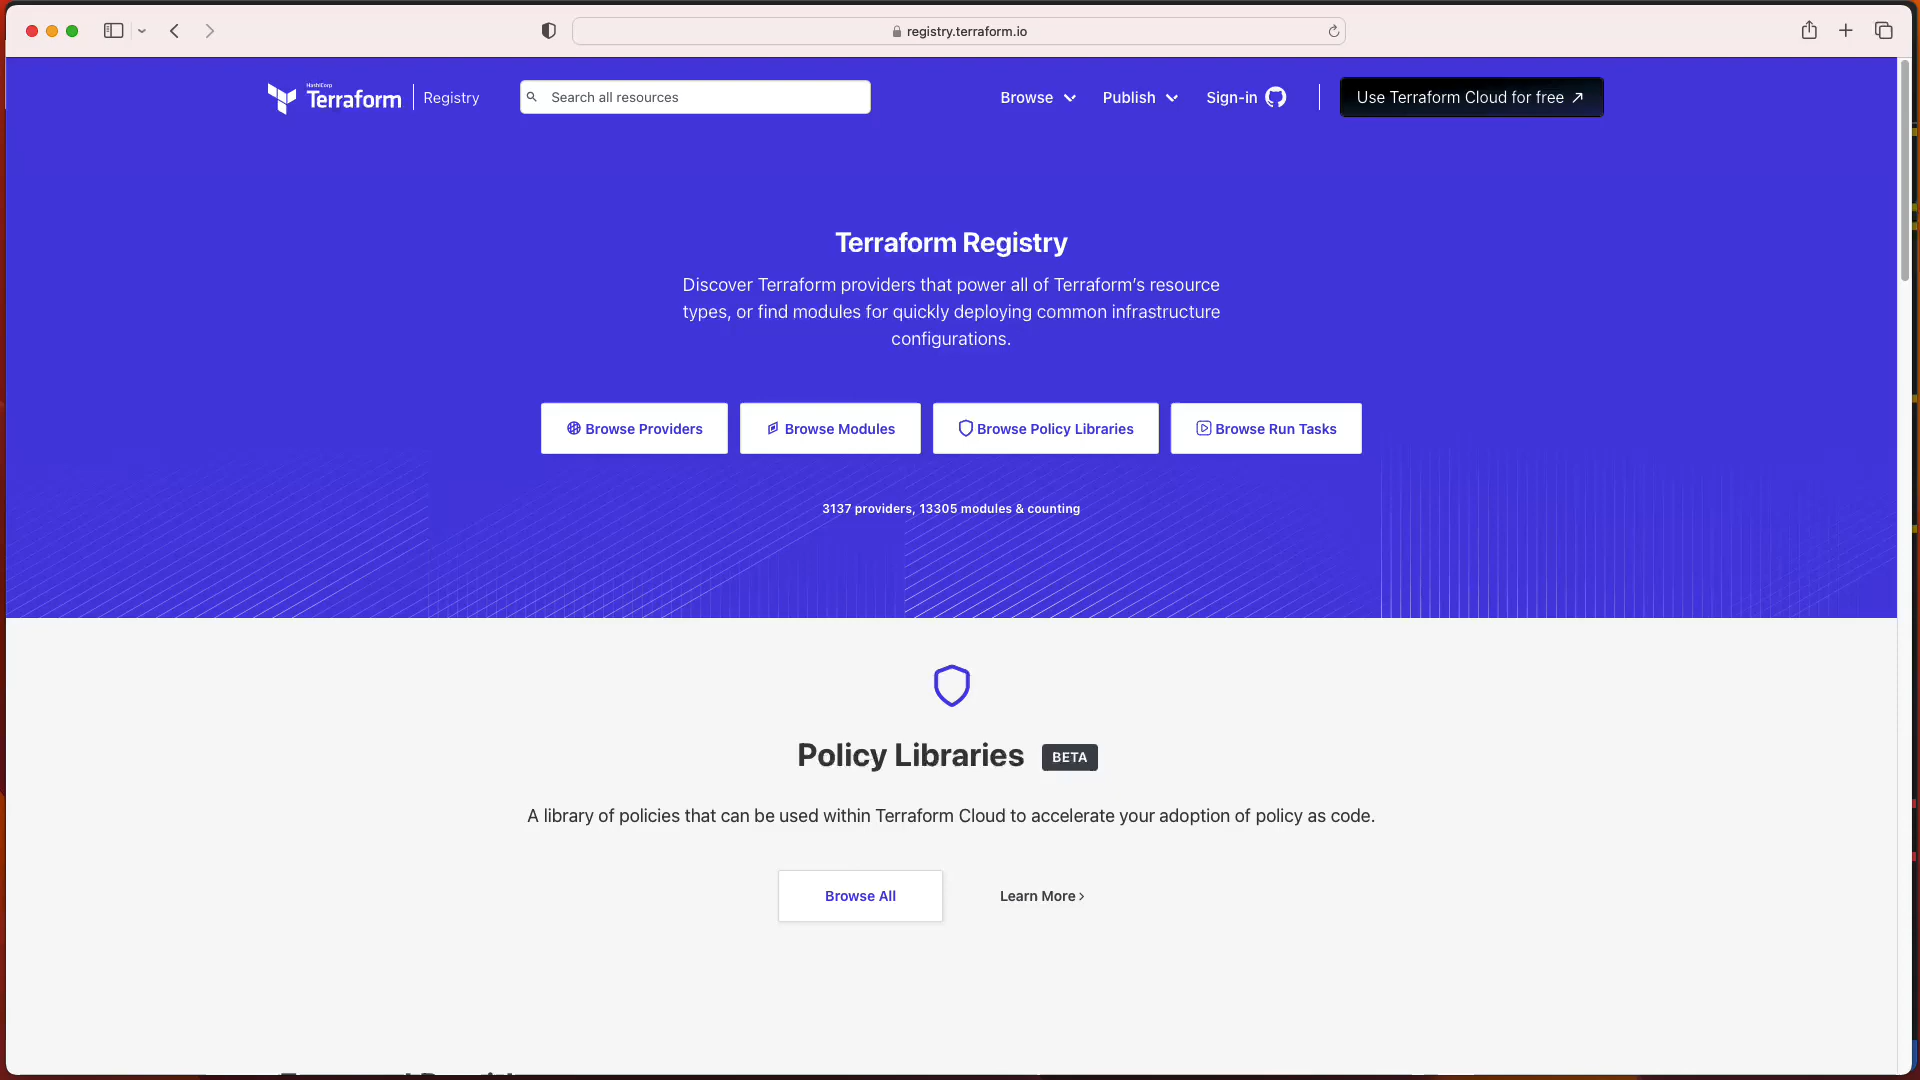 registry.terraform.io
HashiCorp
Terraform
Registry
Search all resources
Browse
Publish
Sign-in
Use Terraform Cloud for free
Terraform Registry
Discover Terraform providers that power all of Terraform's resource
types, or find modules for quickly deploying common infrastructure
configurations.
Browse Providers
Browse Modules
Browse Policy Libraries
Browse Run Tasks
3137 providers, 13305 modules & counting
Policy Libraries
BETA
A library of policies that can be used within Terraform Cloud to accelerate your adoption of policy as code.
Browse All
Learn More